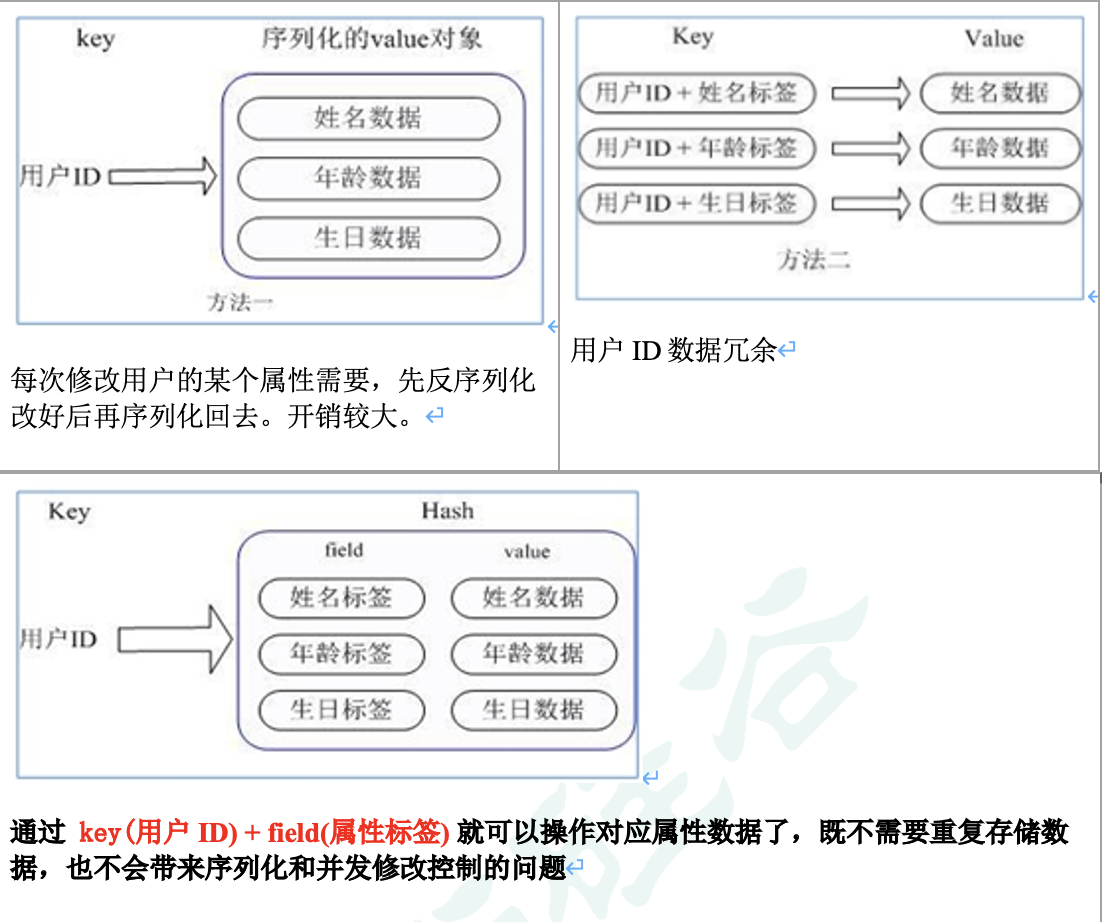 key 序列化的value对象
姓名数据
用户ID
年龄数据
生日数据
方法一
每次修改用户的某个属性需要，先反序列化
改好后再序列化回去。开销较大。
Key Value
用户ID + 姓名标签 姓名数据
用户ID + 年龄标签 年龄数据
用户ID + 生日标签 生日数据
方法二
用户 ID 数据冗余
Key Hash
field value
姓名标签 姓名数据
用户ID
年龄标签 年龄数据
生日标签 生日数据
通过 key(用户 ID) + field(属性标签) 就可以操作对应属性数据了，既不需要重复存储数
据，也不会带来序列化和并发修改控制的问题